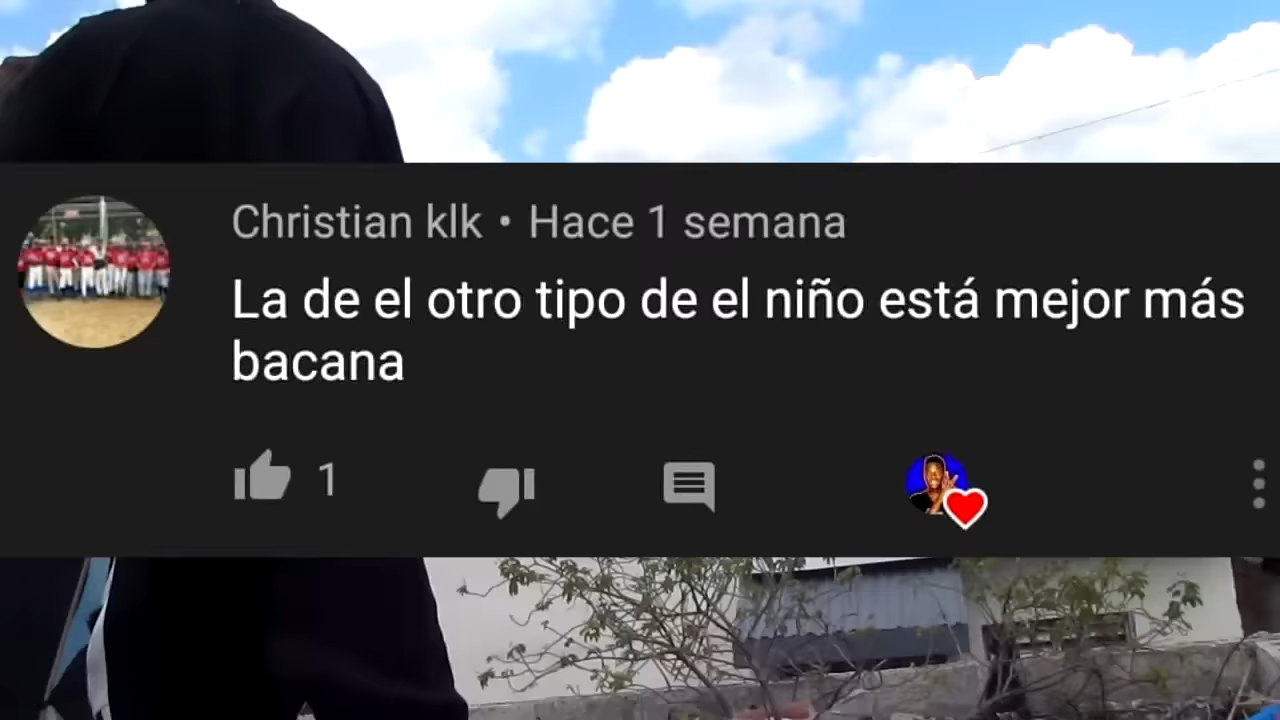 Christian klk • Hace 1 semana
La de el otro tipo de el niño está mejor más
bacana
1